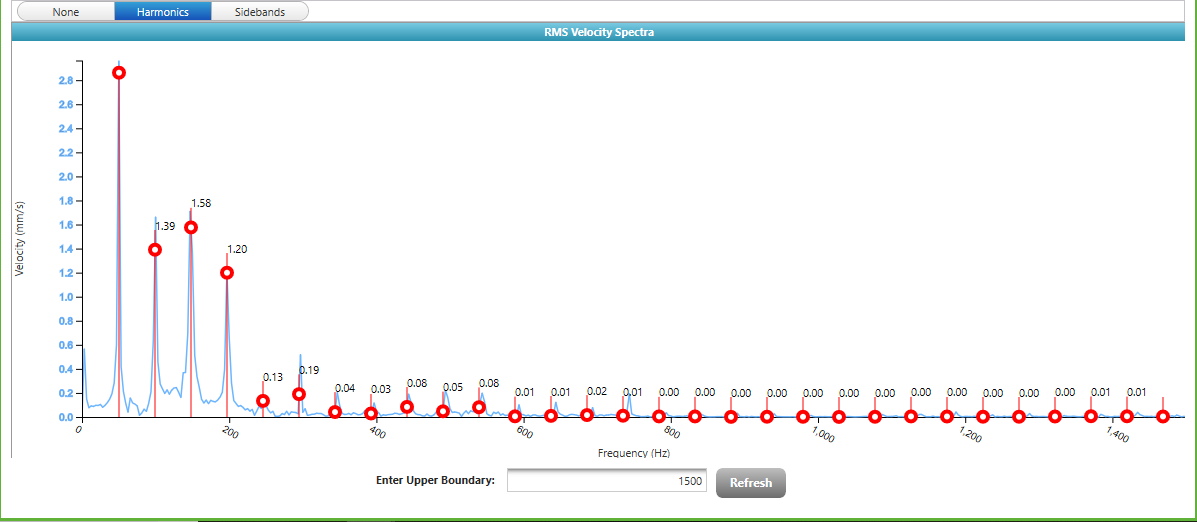 None Harmonics Sidebands
RMS Velocity Spectra
2.8
2.6
2.4
2.2
2.0
1.8
1.6
1.4
1.2
1.0
0.8
0.6
0.4
0.2
0.0
Velocity (mm/s)
1.39 1.58 1.20 0.13 0.19 0.04 0.03 0.08 0.05 0.08 0.01 0.01 0.02 0.01 0.00 0.00 0.00 0.00 0.00 0.00 0.00 0.00 0.00 0.00 0.00 0.00 0.01 0.01
0 200 400 600 800 1,000 1,200 1,400
Frequency (Hz)
Enter Upper Boundary: 1500 Refresh